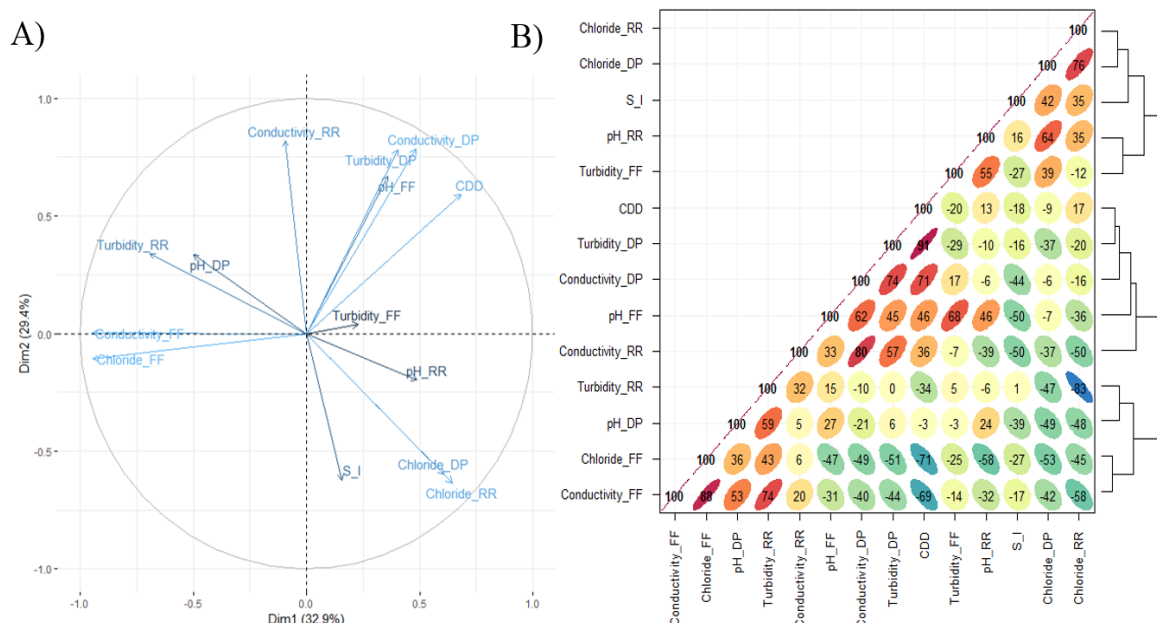 A)
1.0
0.5
0.0
-0.5
-1.0
Dim2 (29.4%)
Conductivity_RR
Conductivity_DP
Turbidity_DP
pH_FF
CDD
Turbidity_RR
pH_DP
Turbidity_FF
Conductivity_FF
Chloride_FF
pH_RR
Chloride_DP
S_I
Chloride_RR
-1.0 -0.5 0.0 0.5 1.0
Dim1 (32.9%)
B)
Chloride_RR 100
Chloride_DP 100 76
S_I 100 42 35
pH_RR 100 16 64 35
Turbidity_FF 100 55 -27 39 -12
CDD 100 -20 13 -18 -9 17
Turbidity_DP 100 91 -29 -10 -16 -37 -20
Conductivity_DP 100 74 71 17 -6 -44 -6 -16
pH_FF 100 62 45 46 68 46 -50 -7 -36
Conductivity_RR 100 33 80 57 36 -7 -39 -50 -37 -50
Turbidity_RR 100 32 15 -10 0 -34 5 -6 1 -47 -83
pH_DP 100 59 5 27 -21 6 -3 -3 24 -39 -49 -48
Chloride_FF 100 36 43 6 -47 -49 -51 -71 -25 -58 -27 -53 -45
Conductivity_FF 100 88 53 74 20 -31 -40 -44 -69 -14 -32 -17 -42 -58
Conductivity_FF
Chloride_FF
pH_DP
Turbidity_RR
Conductivity_RR
pH_FF
Conductivity_DP
Turbidity_DP
CDD
Turbidity_FF
pH_RR
S_I
Chloride_DP
Chloride_RR